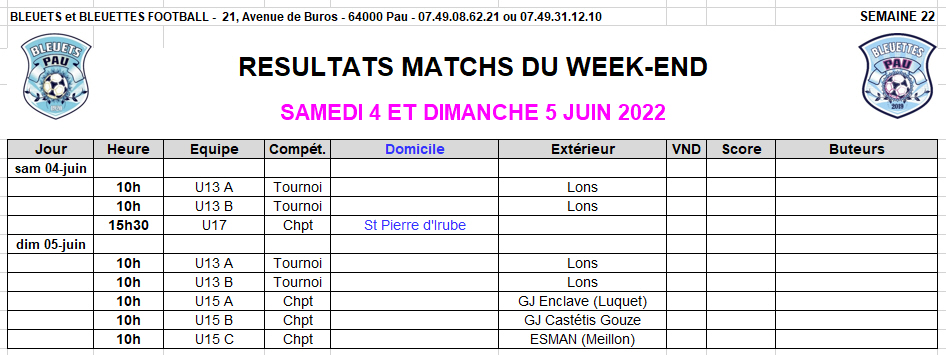 BLEUETS et BLEUETTES FOOTBALL - 21, Avenue de Buros - 64000 Pau - 07.49.08.62.21 ou 07.49.31.12.10 SEMAINE 22
BLEUETS PAU
BLEUETTES PAU
2019
RESULTATS MATCHS DU WEEK-END
SAMEDI 4 ET DIMANCHE 5 JUIN 2022
Jour Heure Equipe Compét. Domicile Extérieur VND Score Buteurs
sam 04-juin
10h U13 A Tournoi Lons
10h U13 B Tournoi Lons
15h30 U17 Chpt St Pierre d'Irube
dim 05-juin
10h U13 A Tournoi Lons
10h U13 B Tournoi Lons
10h U15 A Chpt GJ Enclave (Luquet)
10h U15 B Chpt GJ Castétis Gouze
10h U15 C Chpt ESMAN (Meillon)